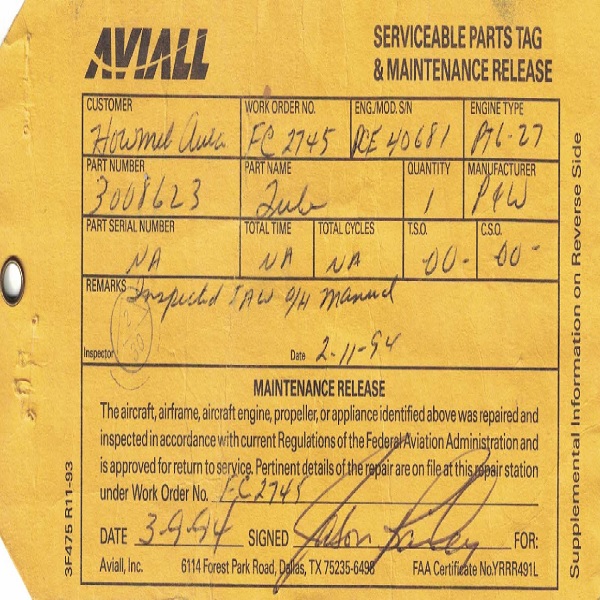 AVIALL
SERVICEABLE PARTS TAG
& MAINTENANCE RELEASE
CUSTOMER WORK ORDER NO. ENG./MOD. S/N ENGINE TYPE
Howmet FC 2745 PCE 40681 PT6-27
PART NUMBER PART NAME QUANTITY MANUFACTURER
3008623 Tube 1 P&W
PART SERIAL NUMBER TOTAL TIME TOTAL CYCLES T.S.O. C.S.O.
NA NA NA -00- -00-
REMARKS Inspected IAW O/H Manual
Inspector Date 2-11-94
MAINTENANCE RELEASE
The aircraft, airframe, aircraft engine, propeller, or appliance identified above was repaired and
inspected in accordance with current Regulations of the Federal Aviation Administration and
is approved for return to service. Pertinent details of the repair are on file at this repair station
under Work Order No. FC 2745
DATE 3-9-94 SIGNED Jason FOR:
Aviall, Inc. 6114 Forest Park Road, Dallas, TX 75235-6498 FAA Certificate No.YRRR491L
3F475 R11-93
Supplemental Information on Reverse Side